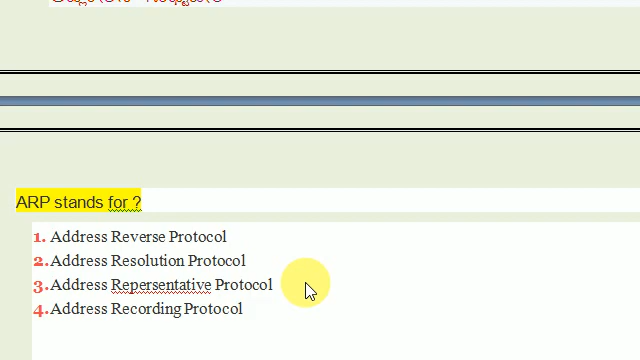 ARP stands for ?
1. Address Reverse Protocol
2. Address Resolution Protocol
3. Address Repersentative Protocol
4. Address Recording Protocol